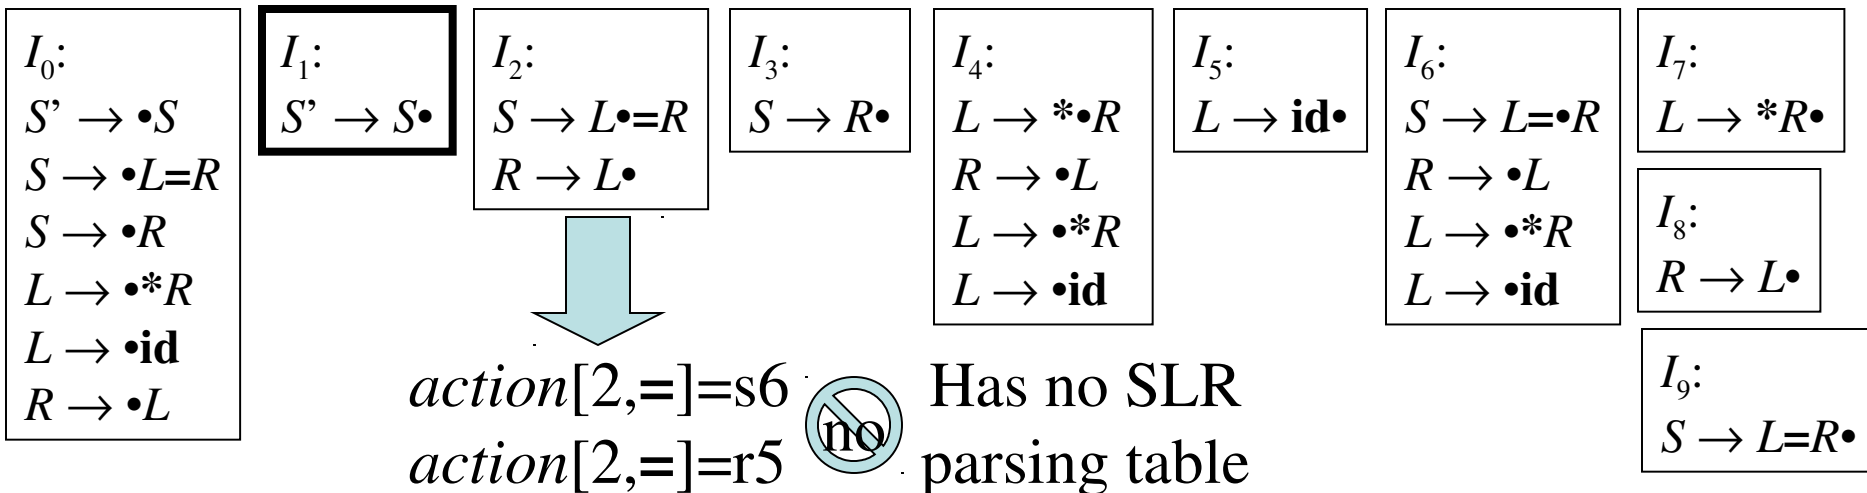 I₀:
S’ → •S
S → •L=R
S → •R
L → •*R
L → •id
R → •L
I₁:
S’ → S•
I₂:
S → L•=R
R → L•
I₃:
S → R•
I₄:
L → *•R
R → •L
L → •*R
L → •id
I₅:
L → id•
I₆:
S → L=•R
R → •L
L → •*R
L → •id
I₇:
L → *R•
I₈:
R → L•
I₉:
S → L=R•
action[2,=]=s6
action[2,=]=r5
no
Has no SLR
parsing table